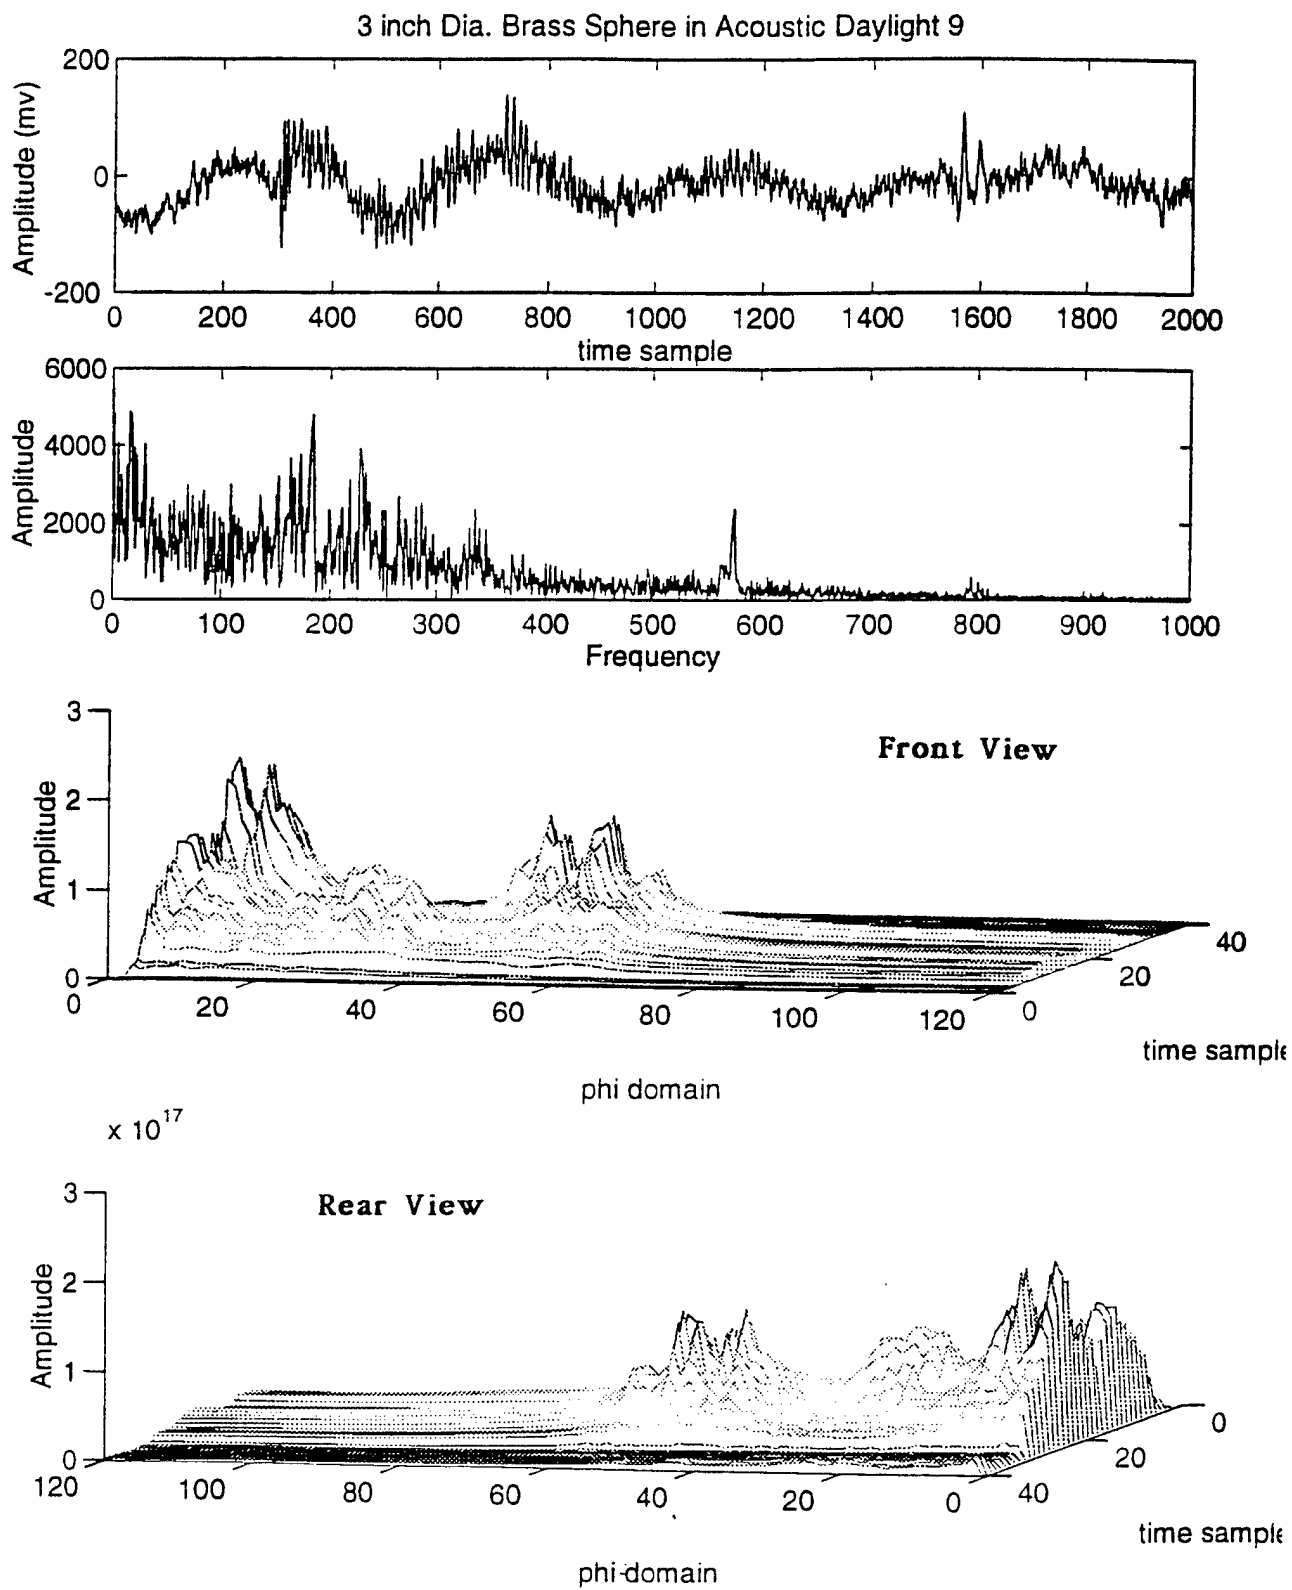 3 inch Dia. Brass Sphere in Acoustic Daylight 9
Amplitude (mv)
200
0
-200
0 200 400 600 800 1000 1200 1400 1600 1800 2000
time sample
Amplitude
6000
4000
2000
0
0 100 200 300 400 500 600 700 800 900 1000
Frequency
Front View
Amplitude
3
2
1
0
0 20 40 60 80 100 120
0 20 40
time sample
phi domain
x 10^17
Rear View
Amplitude
3
2
1
0
120 100 80 60 40 20 0
40 20 0
time sample
phi-domain